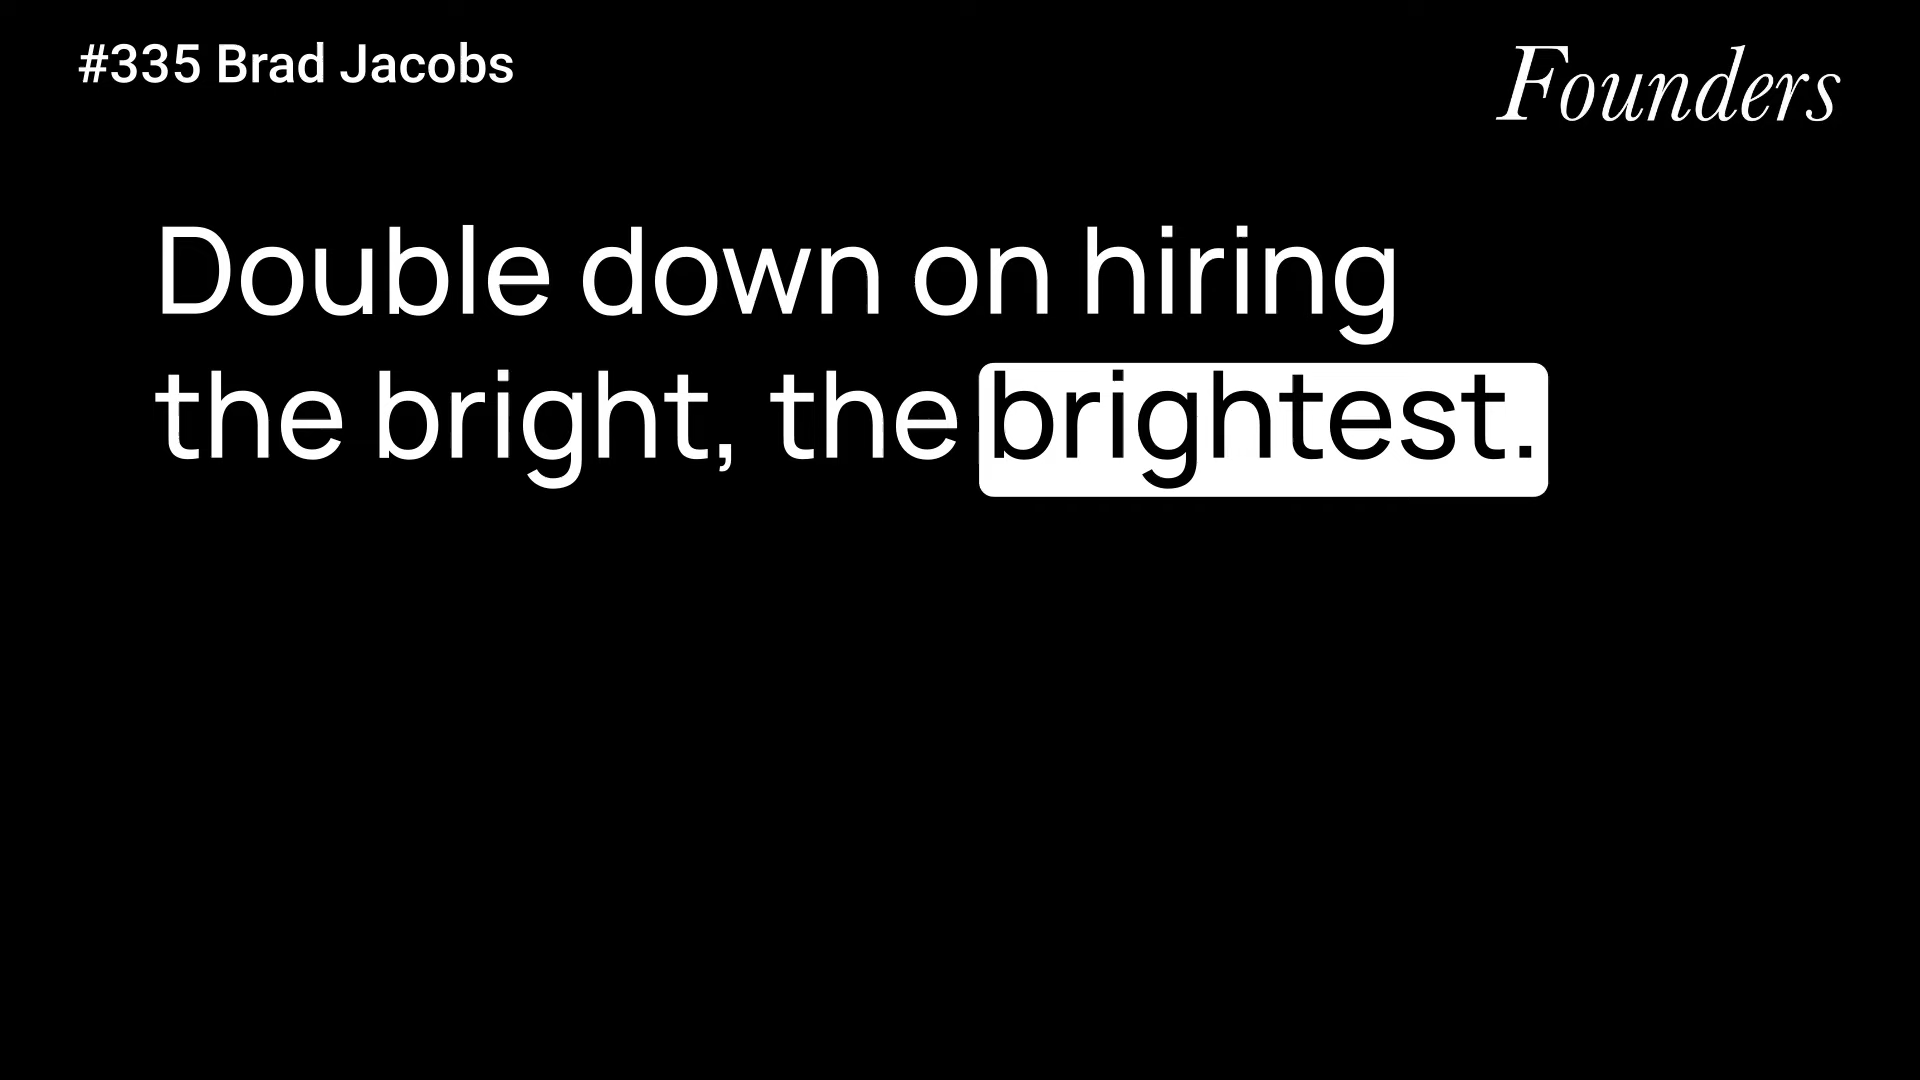 #335 Brad Jacobs
Founders
Double down on hiring
the bright, the brightest.